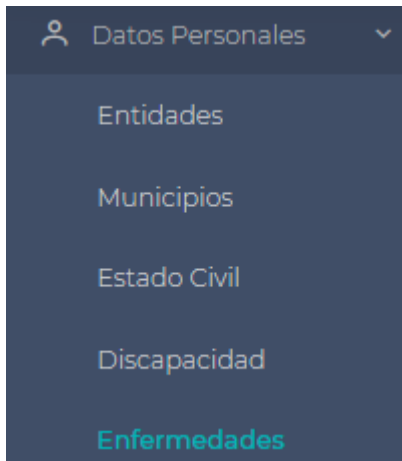 Datos Personales
Entidades
Municipios
Estado Civil
Discapacidad
Enfermedades